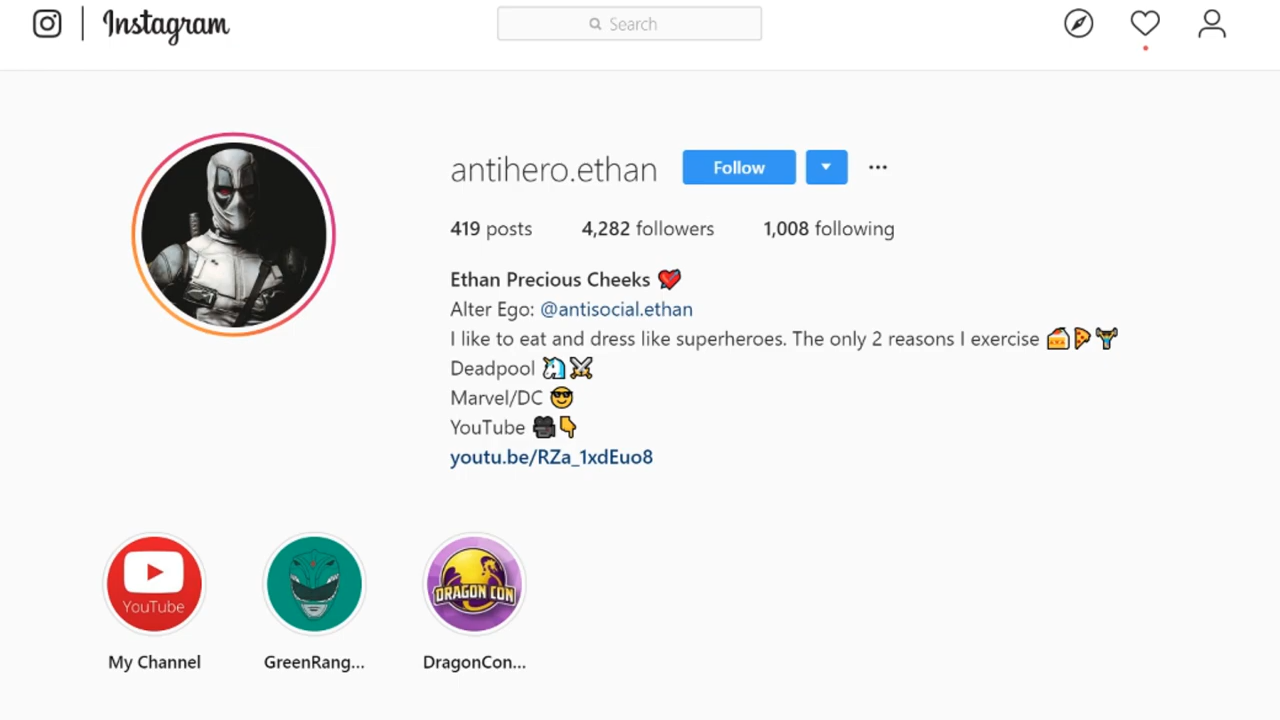 Instagram
Search
antihero.ethan
Follow
419 posts 4,282 followers 1,008 following
Ethan Precious Cheeks 💘
Alter Ego: @antisocial.ethan
I like to eat and dress like superheroes. The only 2 reasons I exercise 🍰🍕🏋️
Deadpool 🦄⚔️
Marvel/DC 😎
YouTube 🎥👇
youtu.be/RZa_1xdEuo8
YouTube
DRAGON CON
My Channel GreenRang... DragonCon...